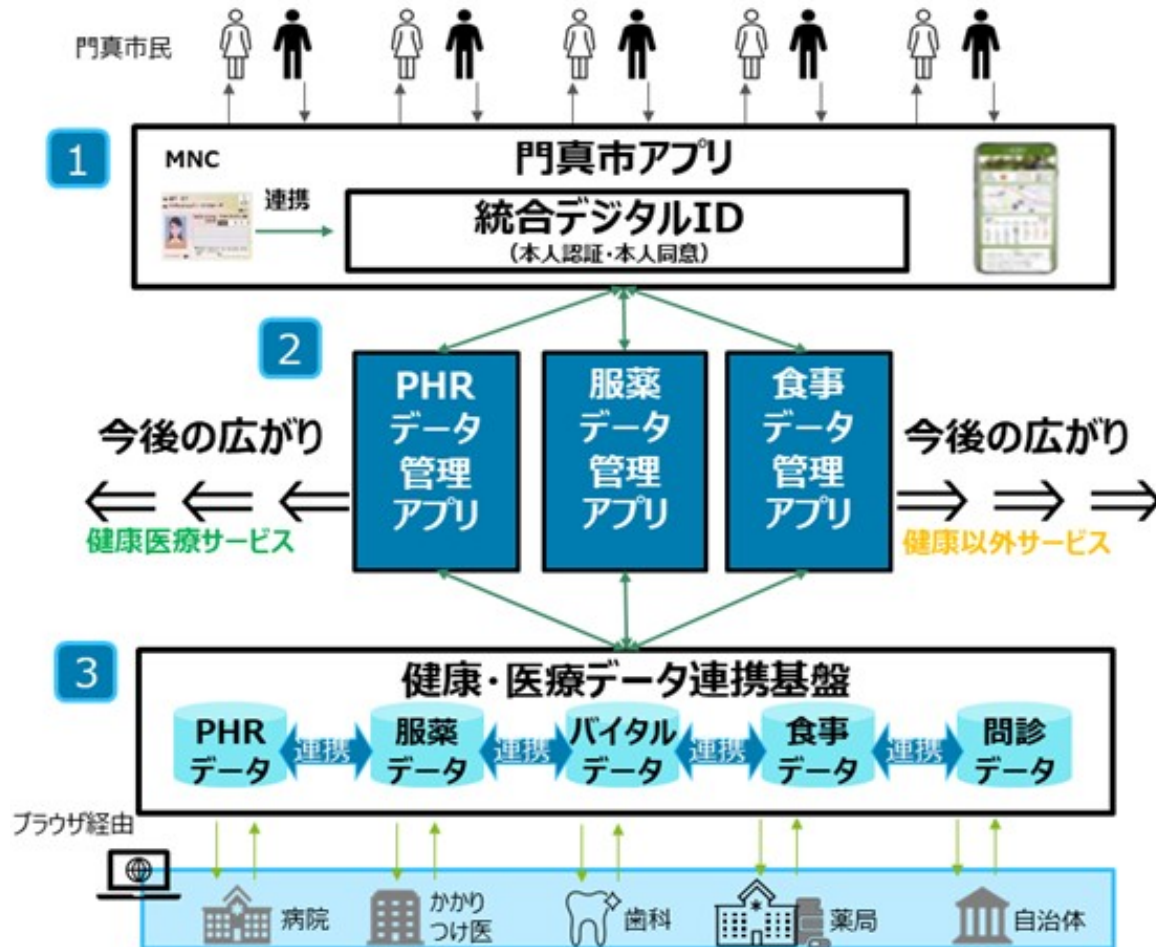 門真市民
1
MNC
門真市アプリ
連携
統合デジタルID
(本人認証・本人同意)
2
PHR
データ
管理
アプリ
服薬
データ
管理
アプリ
食事
データ
管理
アプリ
今後の広がり
健康医療サービス
今後の広がり
健康以外サービス
3
健康・医療データ連携基盤
PHR
データ
連携
服薬
データ
連携
バイタル
データ
連携
食事
データ
連携
問診
データ
ブラウザ経由
病院
かかり
つけ医
歯科
薬局
自治体